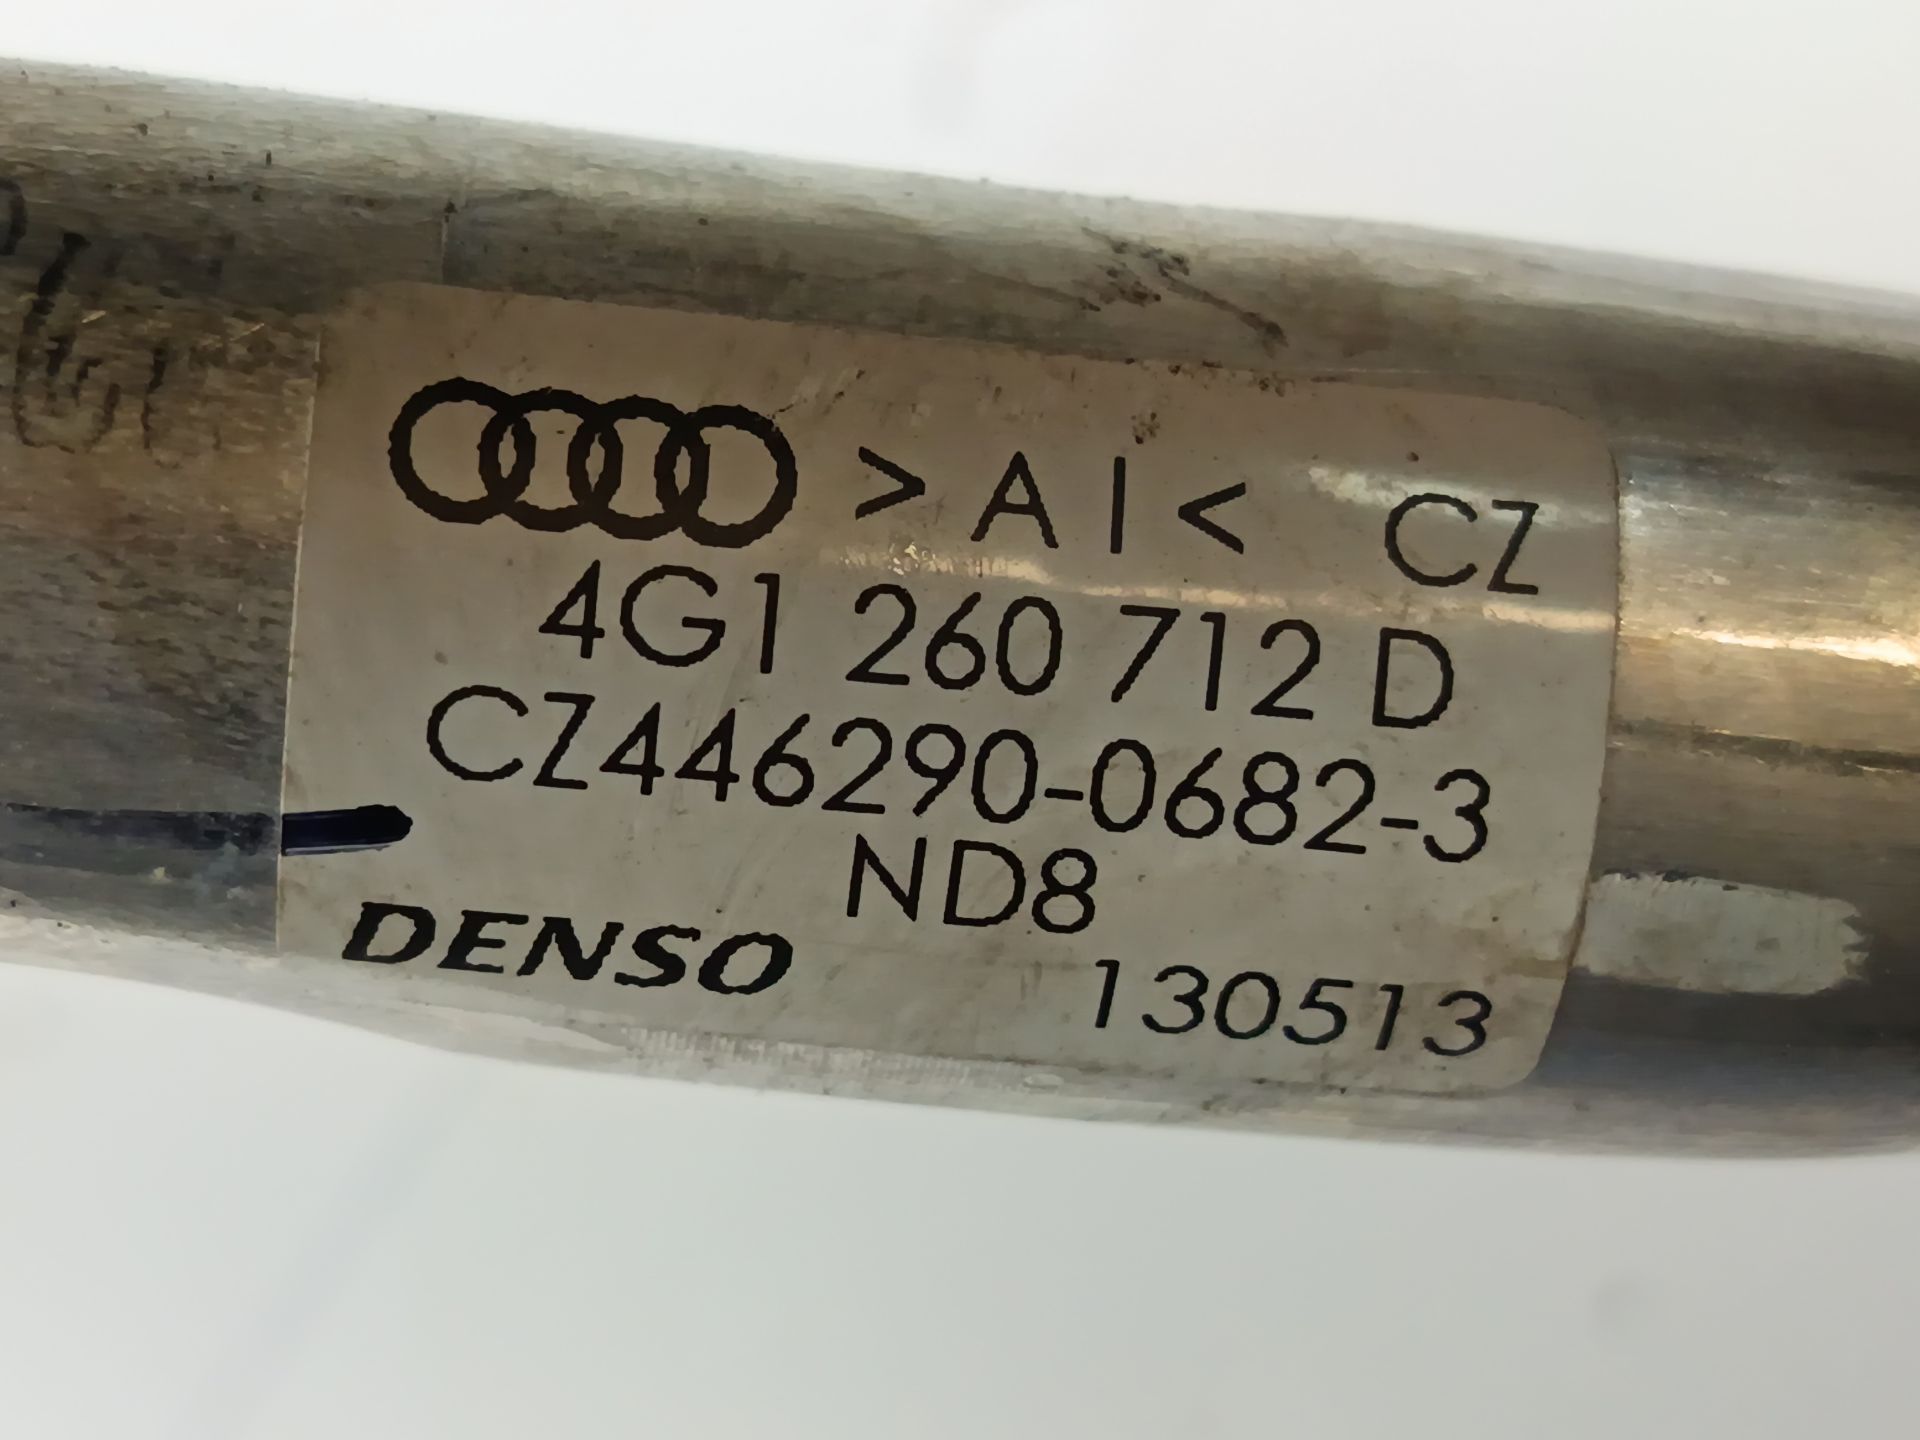 >AI< CZ
4G1 260 712 D
CZ446290-0682-3
ND8
DENSO 130513